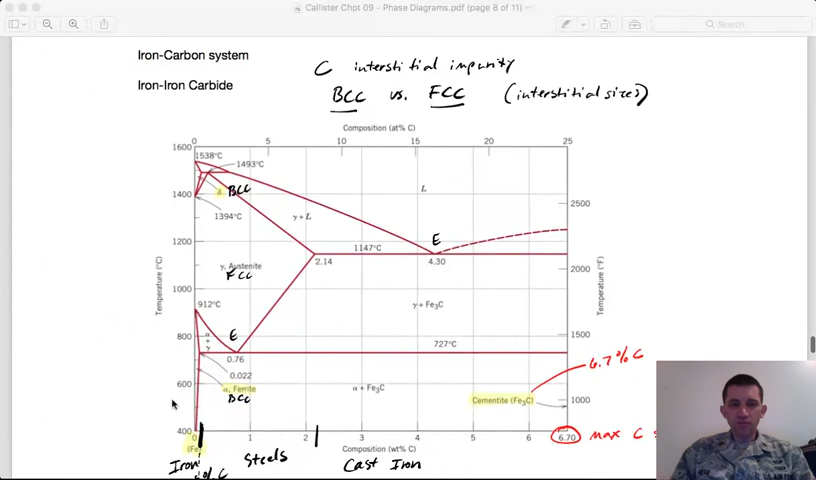 Callister Chpt 09 - Phase Diagrams.pdf (page 8 of 11)
Search
Iron-Carbon system
C interstitial impurity
Iron-Iron Carbide
BCC vs. FCC (interstitial sizes)
Composition (at% C)
0 5 10 15 20 25
1600
1538°C
1493°C
L
δ BCC
1400
2500
1394°C
γ + L
1200
E
1147°C
2.14
4.30
2000
γ, Austenite
FCC
Temperature (°C)
Temperature (°F)
1000
912°C
γ + Fe3C
800
α
+
γ
E
727°C
1500
6.7% C
0.76
0.022
600
α, Ferrite
BCC
α + Fe3C
Cementite (Fe3C)
1000
400
0 1 2 3 4 5 6 6.70
max C
(Fe)
Composition (wt% C)
Iron Steels Cast Iron
% C
U.S. AIR